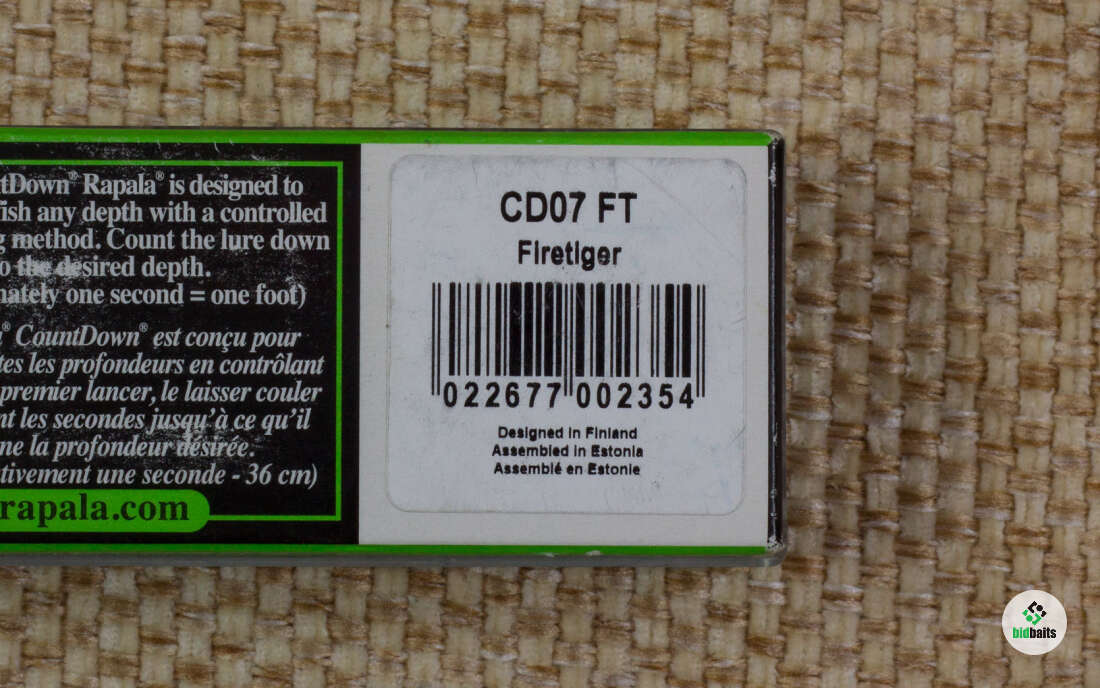 ntDown® Rapala® is designed to
fish any depth with a controlled
g method. Count the lure down
o the desired depth.
nately one second = one foot)
® CountDown® est conçu pour
tes les profondeurs en contrôlant
premier lancer, le laisser couler
nt les secondes jusqu'à ce qu'il
ne la profondeur désirée.
tivement une seconde - 36 cm)
rapala.com
CD07 FT
Firetiger
022677 002354
Designed in Finland
Assembled in Estonia
Assemblé en Estonie
bidbaits